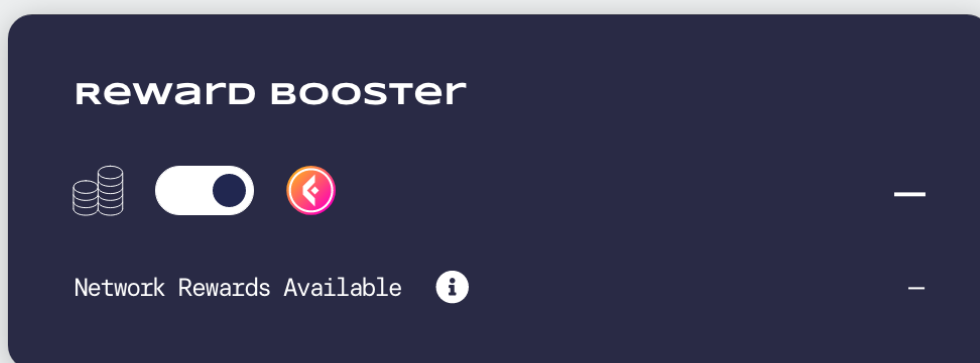 Reward Booster
—
Network Rewards Available —